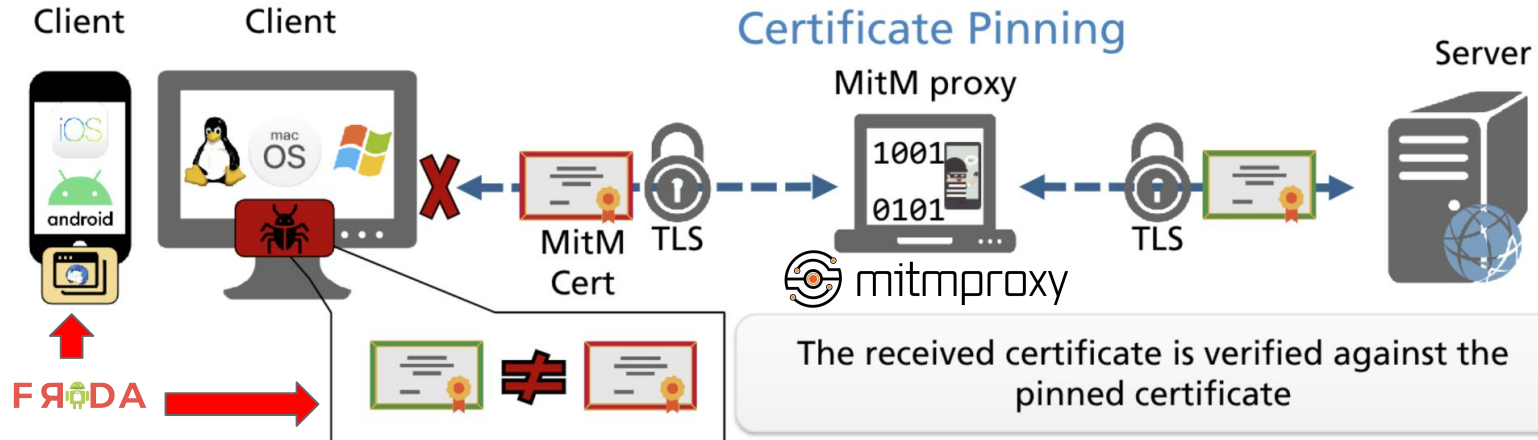 Client
Client
Certificate Pinning
MitM proxy
Server
iOS
android
mac
OS
1001
0101
MitM
Cert
TLS
TLS
mitmproxy
FRIDA
The received certificate is verified against the
pinned certificate